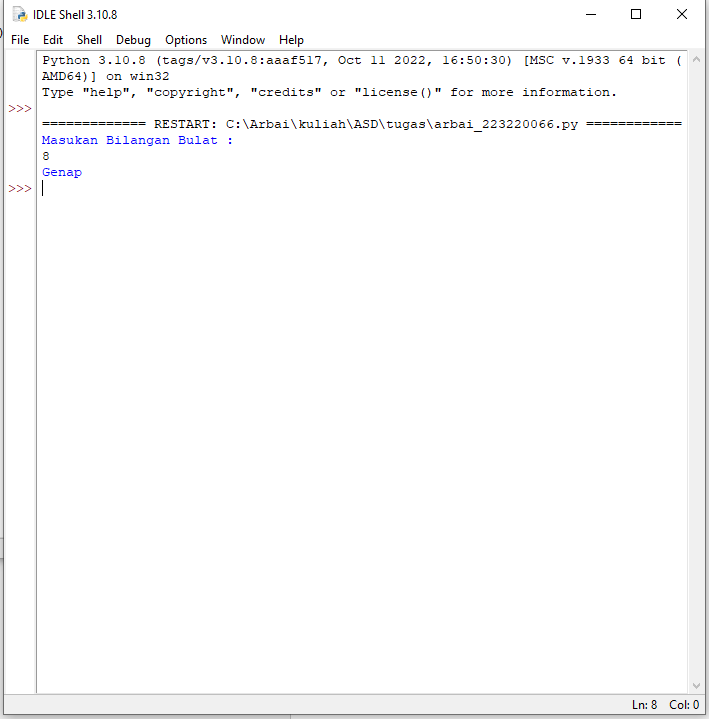 IDLE Shell 3.10.8
File Edit Shell Debug Options Window Help
Python 3.10.8 (tags/v3.10.8:aaaf517, Oct 11 2022, 16:50:30) [MSC v.1933 64 bit (
AMD64)] on win32
Type "help", "copyright", "credits" or "license()" for more information.
>>>
============= RESTART: C:\Arbai\kuliah\ASD\tugas\arbai_223220066.py ============
Masukan Bilangan Bulat :
8
Genap
>>>
Ln: 8 Col: 0